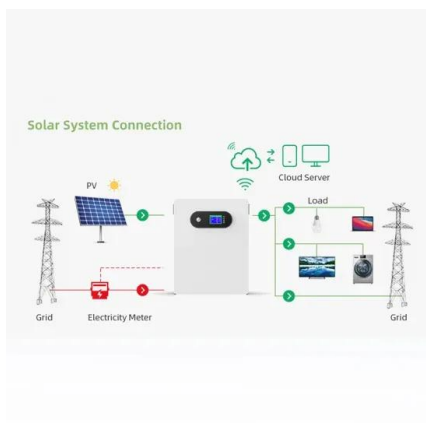 Solar System Connection
Cloud Server
PV
Load
Grid
Electricity Meter
Grid